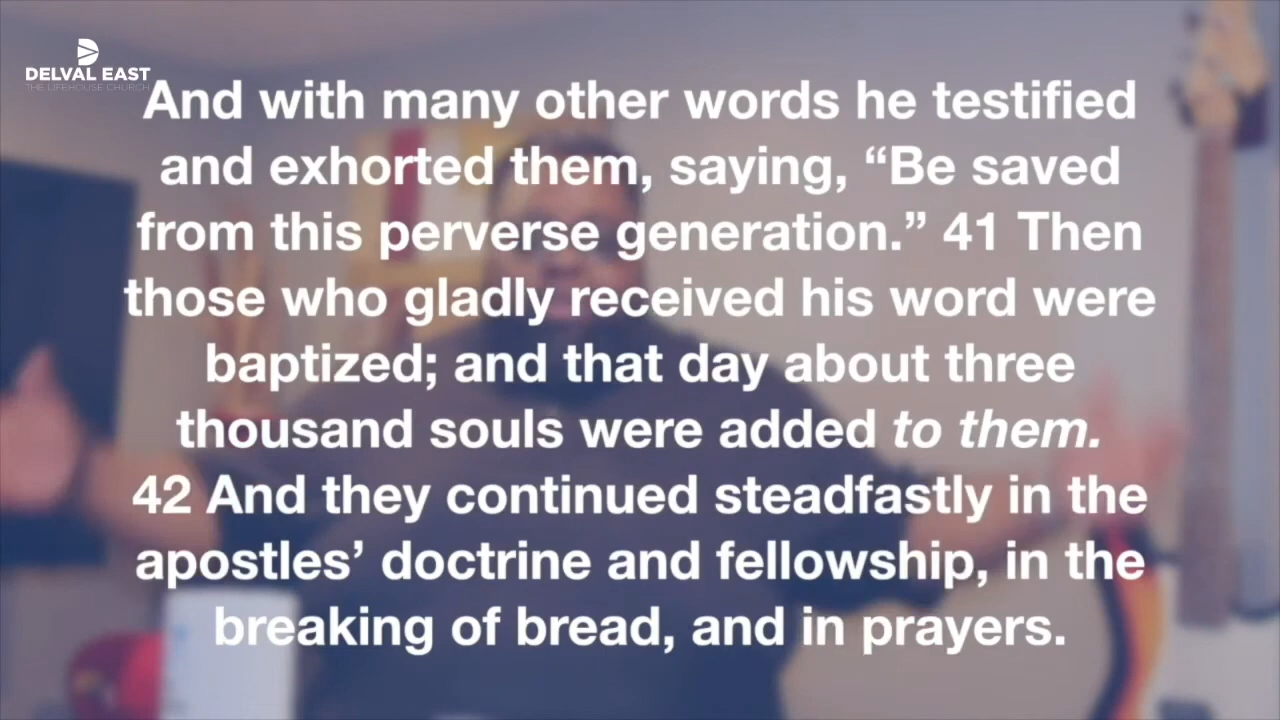 DELVAL EAST
THE LIFEHOUSE CHURCH
And with many other words he testified
and exhorted them, saying, “Be saved
from this perverse generation.” 41 Then
those who gladly received his word were
baptized; and that day about three
thousand souls were added to them.
42 And they continued steadfastly in the
apostles’ doctrine and fellowship, in the
breaking of bread, and in prayers.